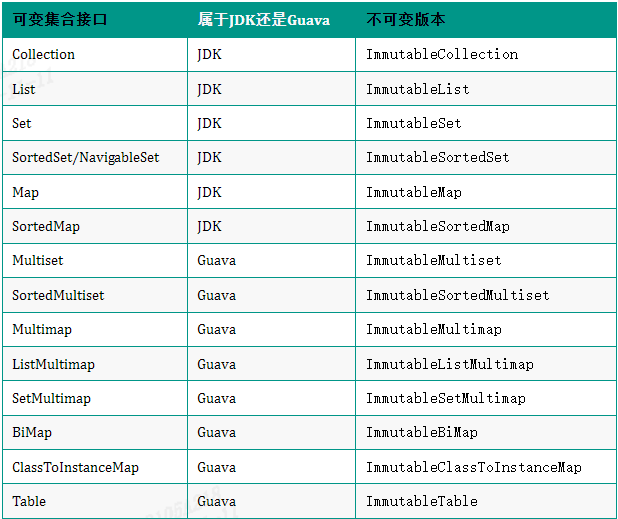 可变集合接口 属于JDK还是Guava 不可变版本
Collection JDK ImmutableCollection
List JDK ImmutableList
Set JDK ImmutableSet
SortedSet/NavigableSet JDK ImmutableSortedSet
Map JDK ImmutableMap
SortedMap JDK ImmutableSortedMap
Multiset Guava ImmutableMultiset
SortedMultiset Guava ImmutableSortedMultiset
Multimap Guava ImmutableMultimap
ListMultimap Guava ImmutableListMultimap
SetMultimap Guava ImmutableSetMultimap
BiMap Guava ImmutableBiMap
ClassToInstanceMap Guava ImmutableClassToInstanceMap
Table Guava ImmutableTable